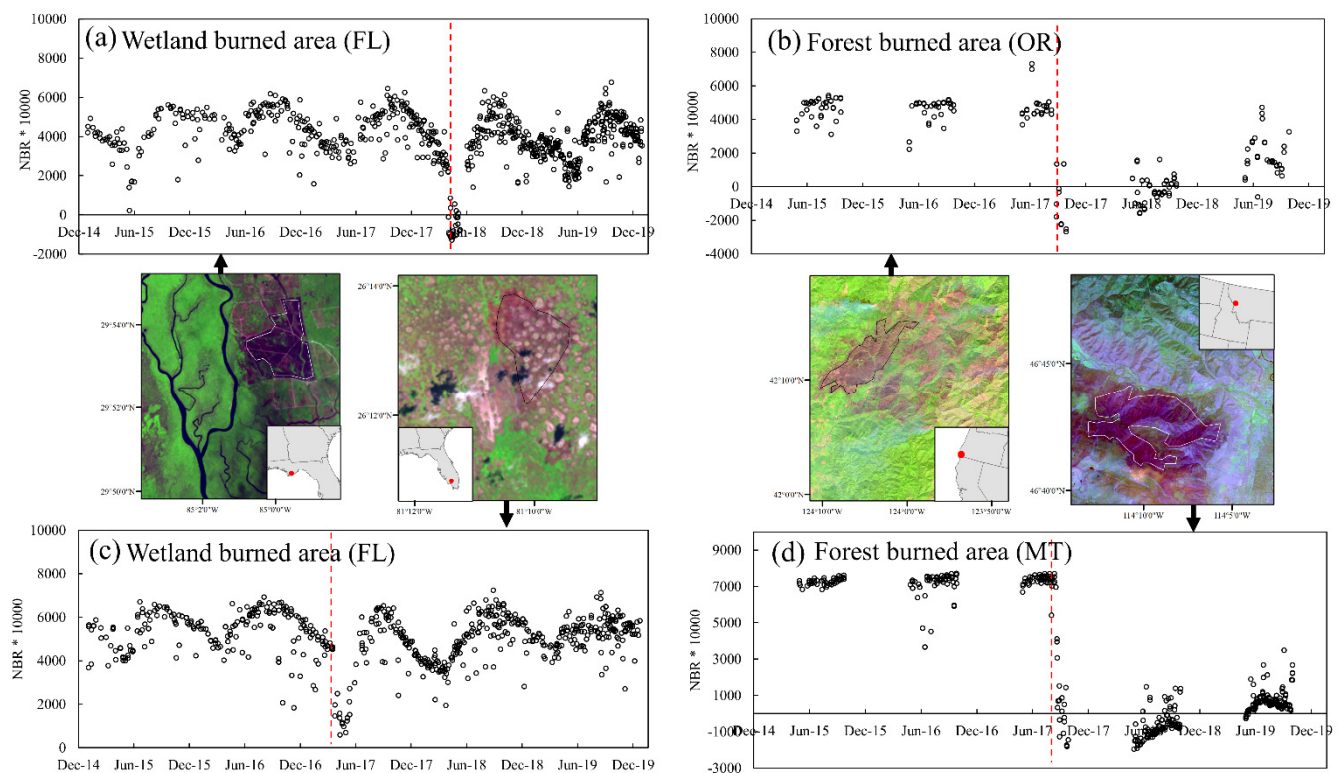 (a) Wetland burned area (FL)
10000
8000
6000
4000
2000
0
-2000
NBR * 10000
Dec-14 Jun-15 Dec-15 Jun-16 Dec-16 Jun-17 Dec-17 Jun-18 Dec-18 Jun-19 Dec-19
(b) Forest burned area (OR)
10000
8000
6000
4000
2000
0
-2000
-4000
NBR * 10000
Dec-14 Jun-15 Dec-15 Jun-16 Dec-16 Jun-17 Dec-17 Jun-18 Dec-18 Jun-19 Dec-19
29°54'0"N
29°52'0"N
29°50'0"N
85°2'0"W 85°0'0"W
26°14'0"N
26°12'0"N
81°12'0"W 81°10'0"W
42°10'0"N
42°0'0"N
124°10'0"W 124°0'0"W 123°50'0"W
46°45'0"N
46°40'0"N
114°10'0"W 114°5'0"W
(c) Wetland burned area (FL)
10000
8000
6000
4000
2000
0
NBR * 10000
Dec-14 Jun-15 Dec-15 Jun-16 Dec-16 Jun-17 Dec-17 Jun-18 Dec-18 Jun-19 Dec-19
(d) Forest burned area (MT)
9000
7000
5000
3000
1000
-1000
-3000
NBR * 10000
Dec-14 Jun-15 Dec-15 Jun-16 Dec-16 Jun-17 Dec-17 Jun-18 Dec-18 Jun-19 Dec-19